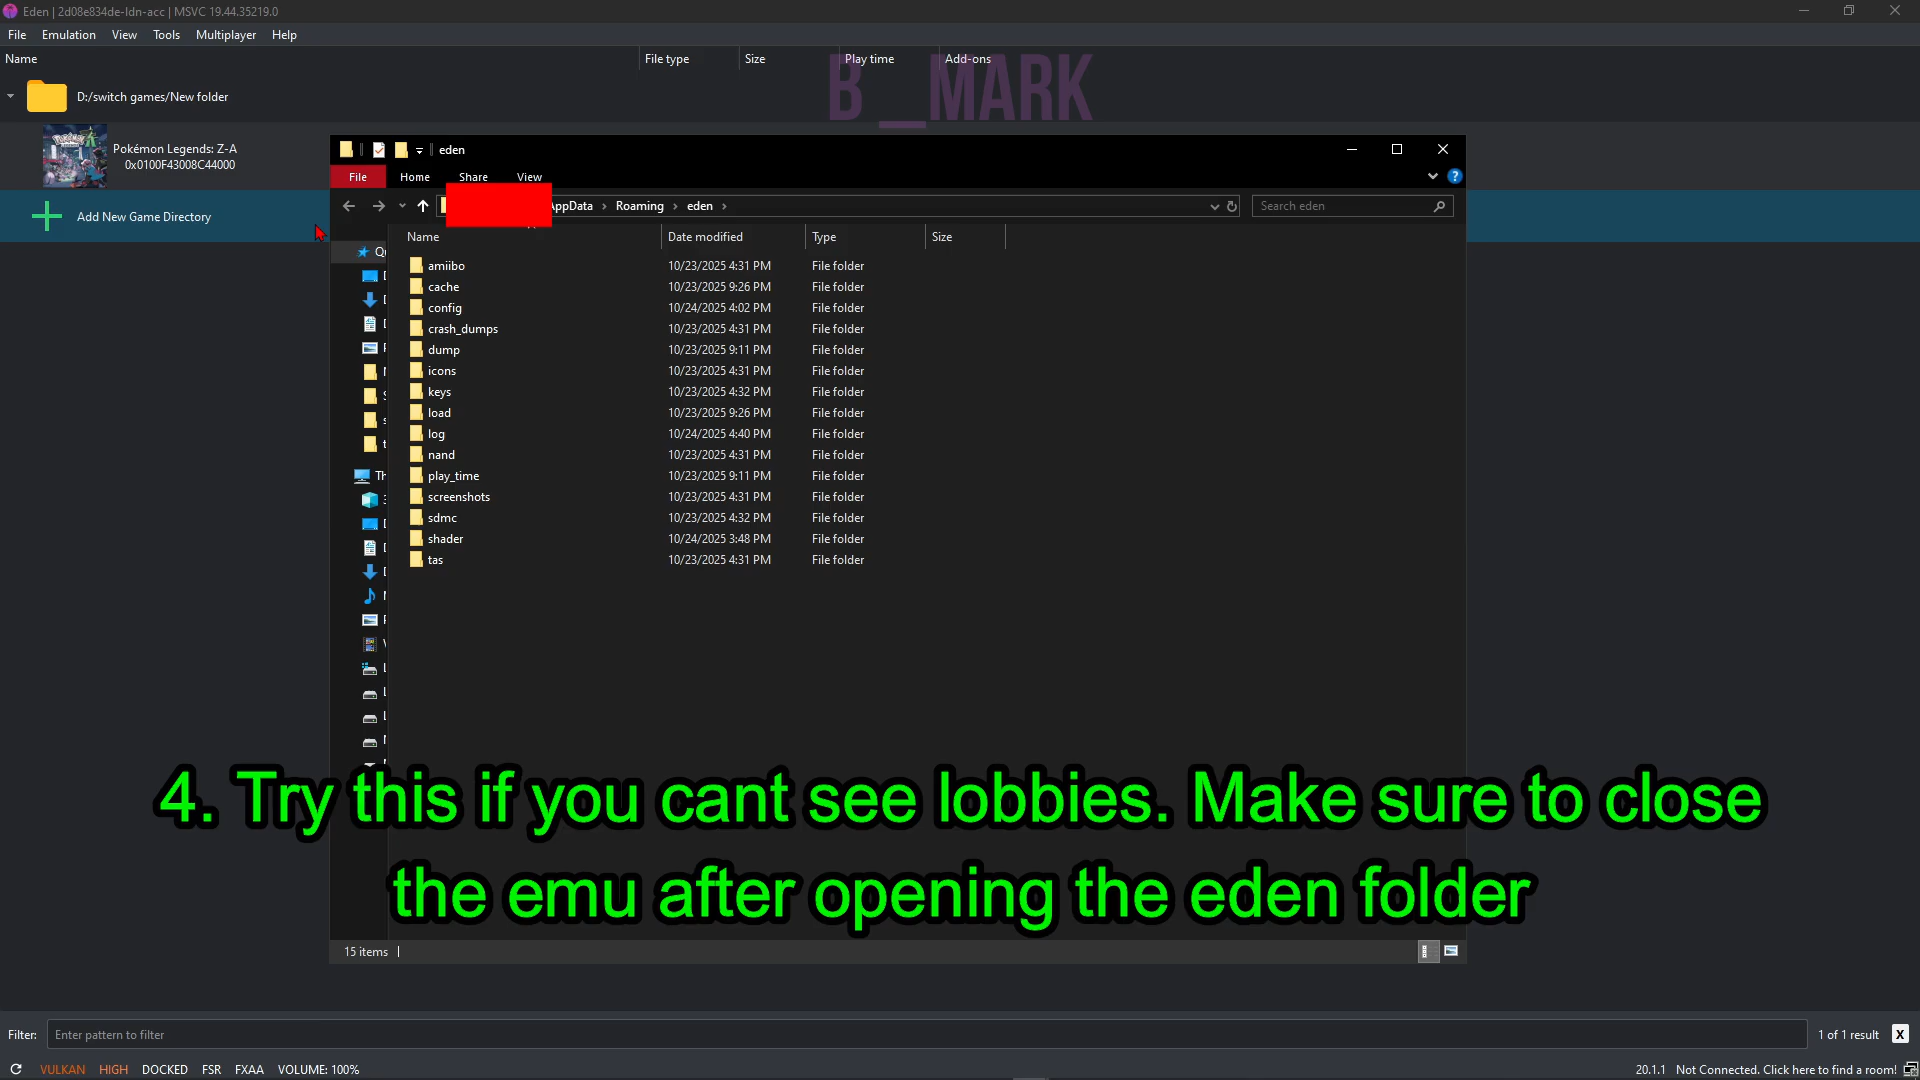 Eden | 2d08e834de-ldn-acc | MSVC 19.44.35219.0
File Emulation View Tools Multiplayer Help
Name File type Size Play time Add-ons
B_MARK
D:/switch games/New folder
Pokémon Legends: Z-A
0x0100F43008C44000
Add New Game Directory
eden
File Home Share View
AppData Roaming eden
Search eden
Name Date modified Type Size
amiibo 10/23/2025 4:31 PM File folder
cache 10/23/2025 9:26 PM File folder
config 10/24/2025 4:02 PM File folder
crash_dumps 10/23/2025 4:31 PM File folder
dump 10/23/2025 9:11 PM File folder
icons 10/23/2025 4:31 PM File folder
keys 10/23/2025 4:32 PM File folder
load 10/23/2025 9:26 PM File folder
log 10/24/2025 4:40 PM File folder
nand 10/23/2025 4:31 PM File folder
play_time 10/23/2025 9:11 PM File folder
screenshots 10/23/2025 4:31 PM File folder
sdmc 10/23/2025 4:32 PM File folder
shader 10/24/2025 3:48 PM File folder
tas 10/23/2025 4:31 PM File folder
4. Try this if you cant see lobbies. Make sure to close
the emu after opening the eden folder
15 items
Filter: Enter pattern to filter 1 of 1 result X
VULKAN HIGH DOCKED FSR FXAA VOLUME: 100% 20.1.1 Not Connected. Click here to find a room!